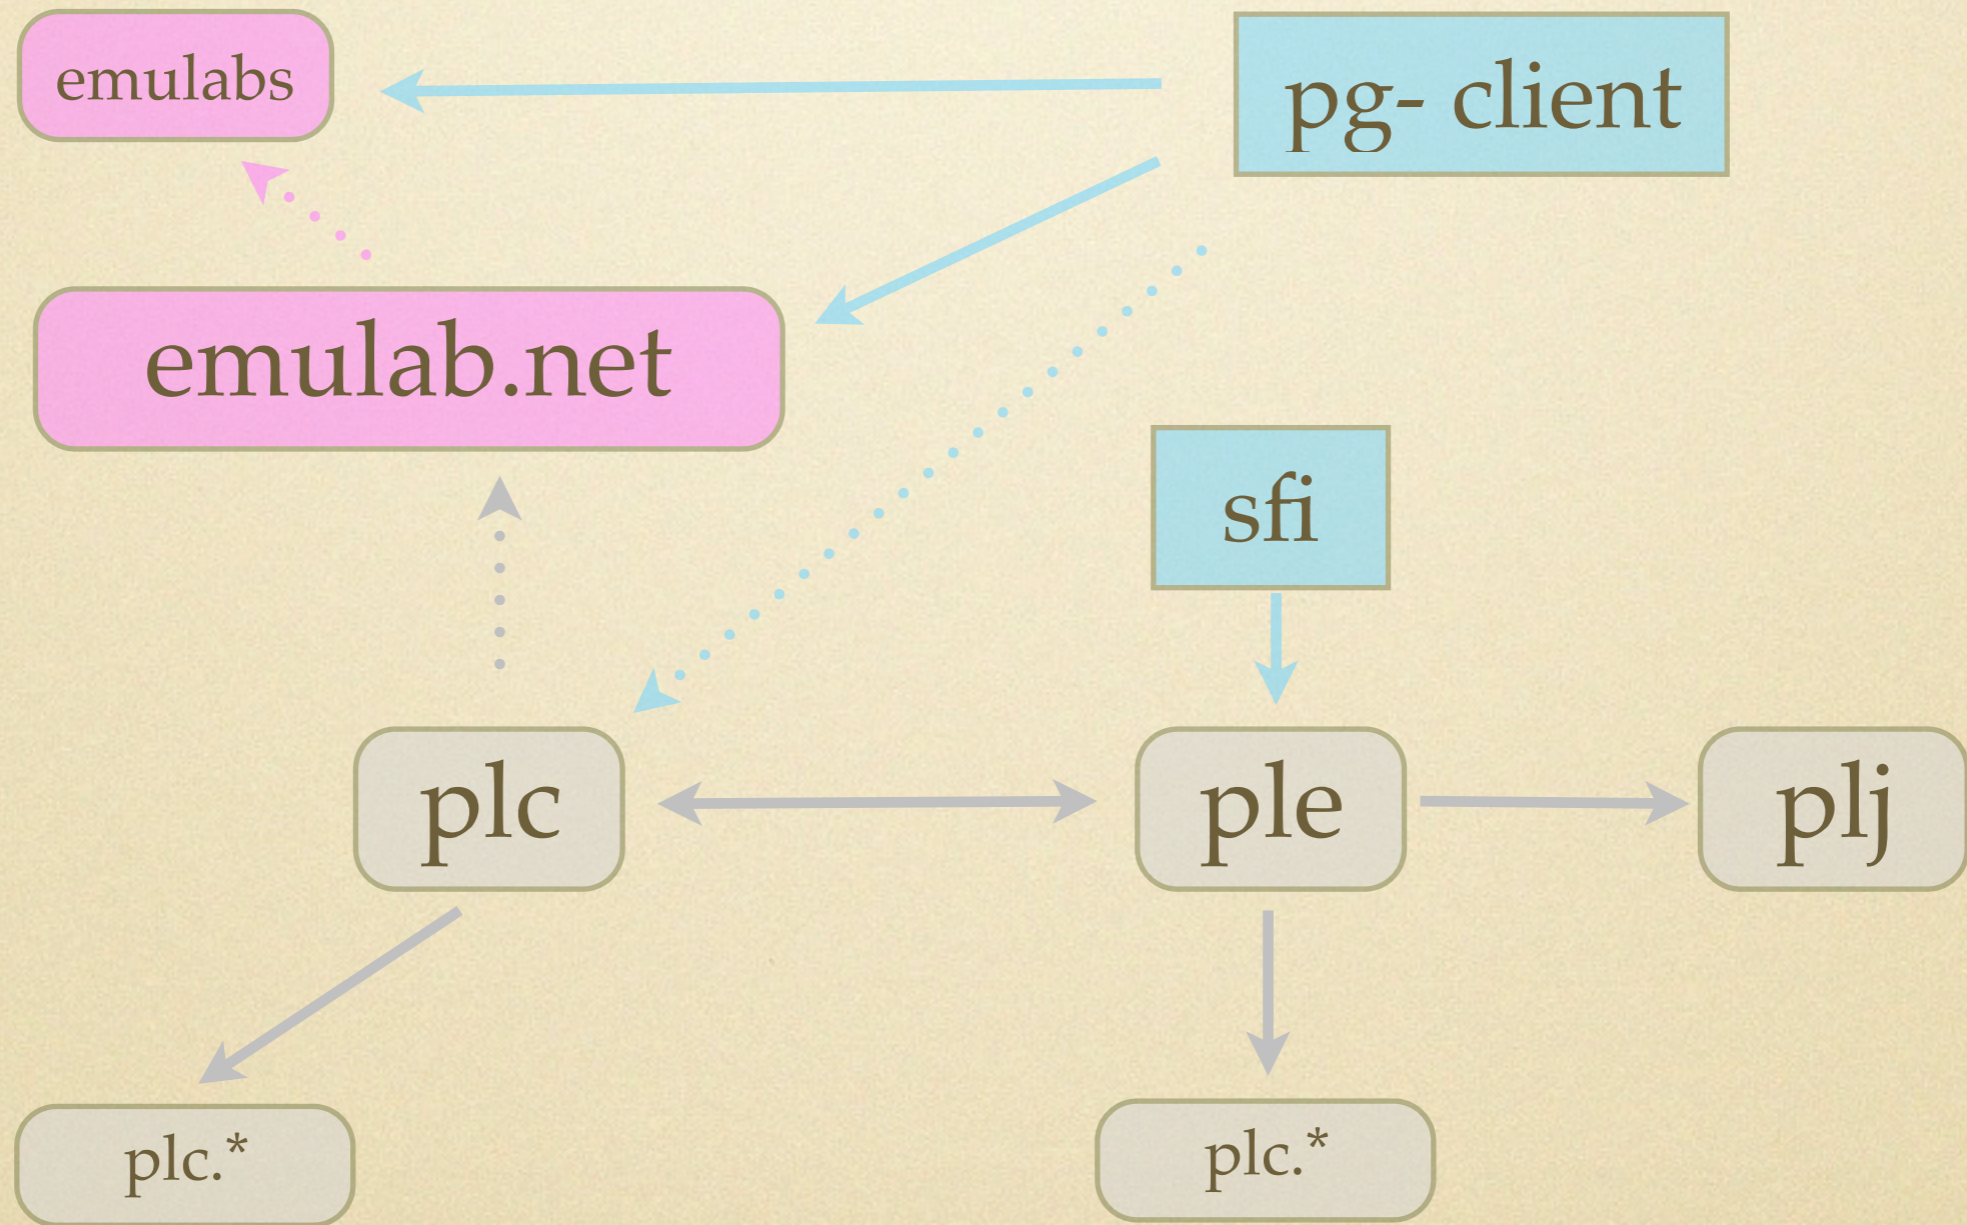 emulabs
pg- client
emulab.net
sfi
plc
ple
plj
plc.*
plc.*